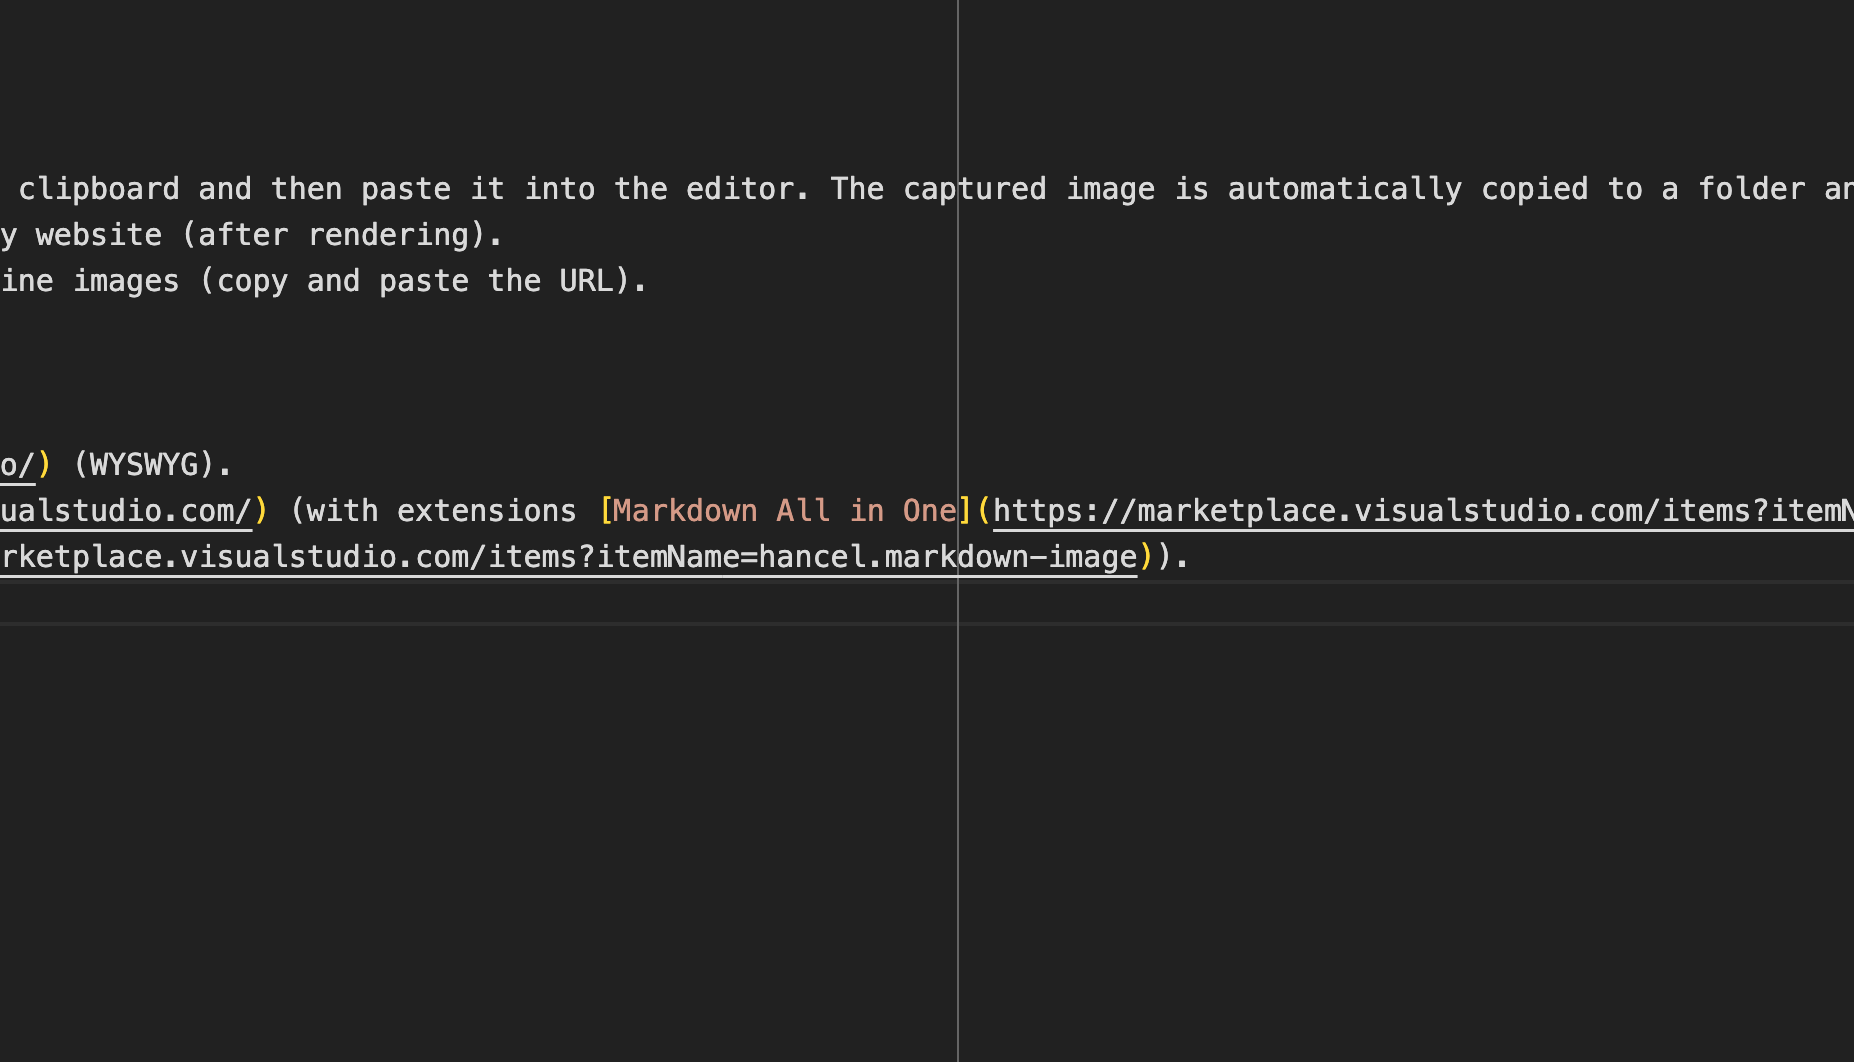 clipboard and then paste it into the editor. The captured image is automatically copied to a folder an
y website (after rendering).
ine images (copy and paste the URL).
o/) (WYSWYG).
ualstudio.com/) (with extensions [Markdown All in One](https://marketplace.visualstudio.com/items?itemN
rketplace.visualstudio.com/items?itemName=hancel.markdown-image)).